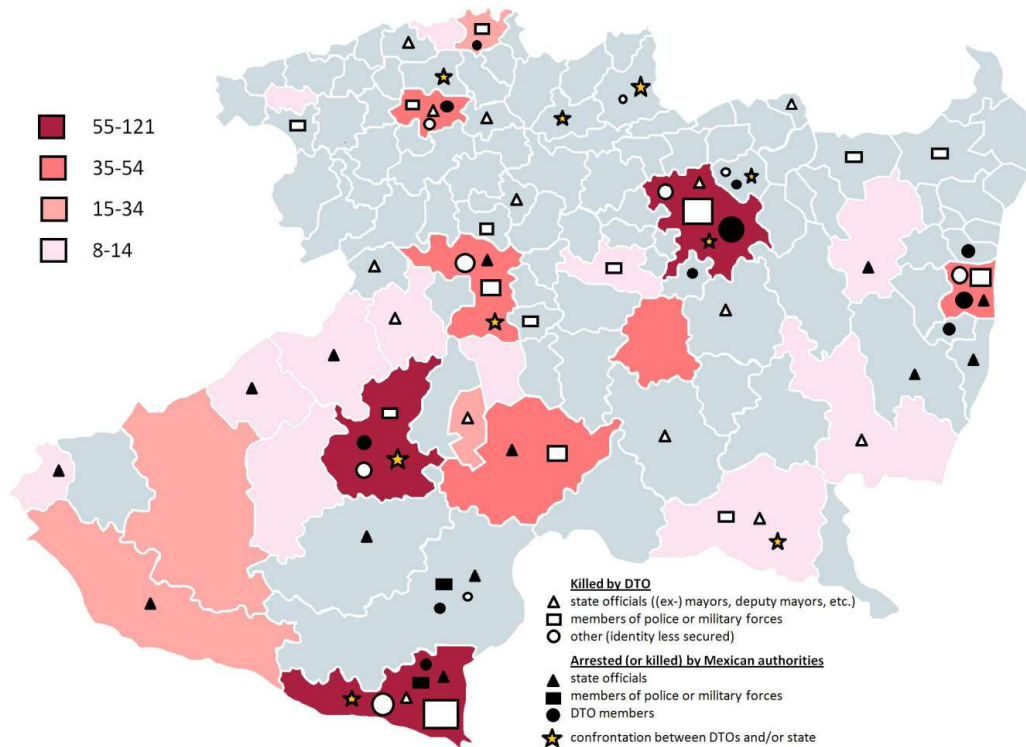 55-121
35-54
15-34
8-14
Killed by DTO
state officials ((ex-) mayors, deputy mayors, etc.)
members of police or military forces
other (identity less secured)
Arrested (or killed) by Mexican authorities
state officials
members of police or military forces
DTO members
confrontation between DTOs and/or state